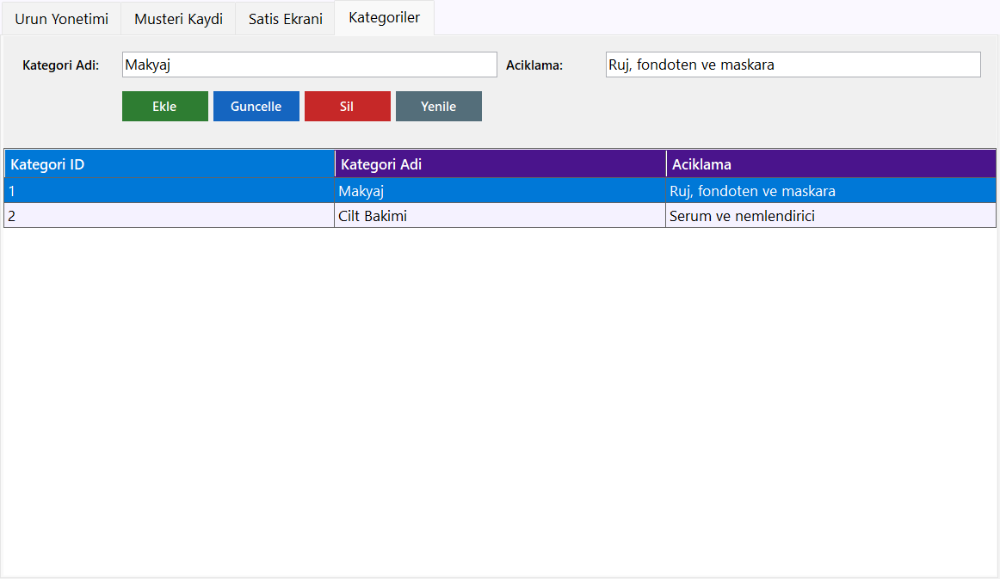 Urun Yonetimi Musteri Kaydi Satis Ekrani Kategoriler
Kategori Adi: Makyaj Aciklama: Ruj, fondoten ve maskara
Ekle Guncelle Sil Yenile
Kategori ID Kategori Adi Aciklama
1 Makyaj Ruj, fondoten ve maskara
2 Cilt Bakimi Serum ve nemlendirici